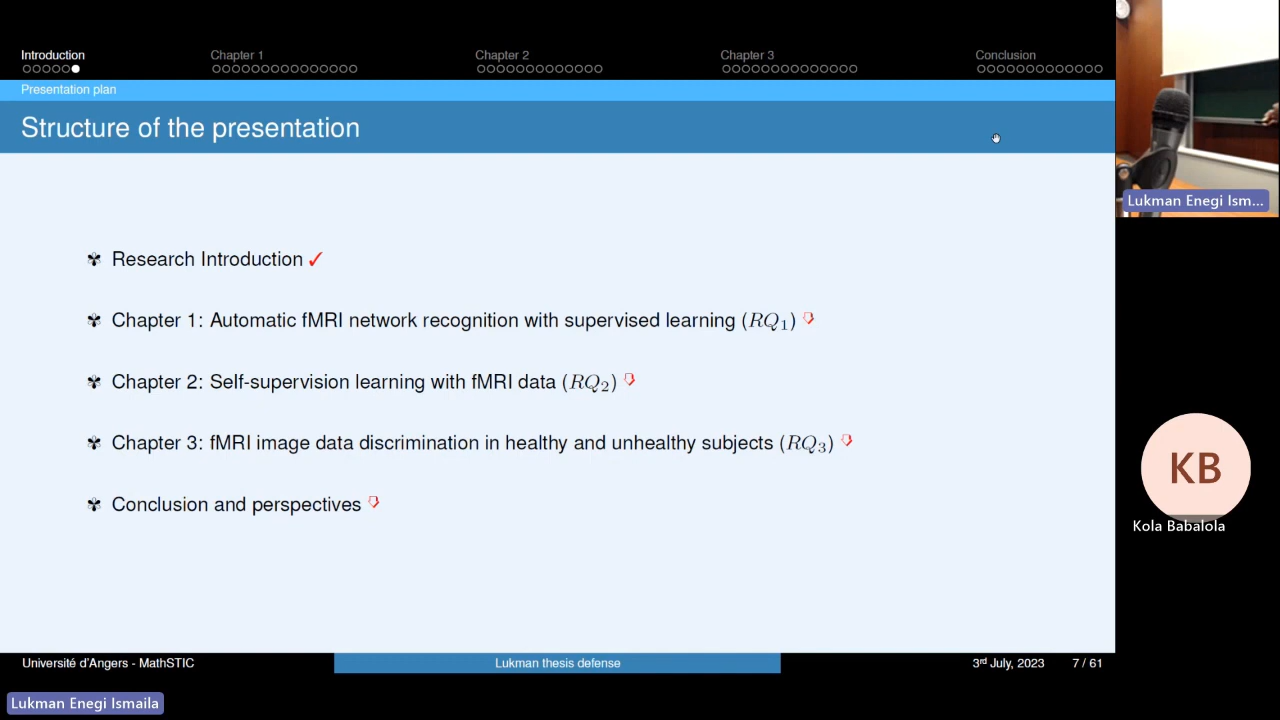 Introduction
Chapter 1
Chapter 2
Chapter 3
Conclusion
Presentation plan
Structure of the presentation
Research Introduction ✓
Chapter 1: Automatic fMRI network recognition with supervised learning (RQ₁)
Chapter 2: Self-supervision learning with fMRI data (RQ₂)
Chapter 3: fMRI image data discrimination in healthy and unhealthy subjects (RQ₃)
Conclusion and perspectives
Université d'Angers - MathSTIC
Lukman thesis defense
3rd July, 2023
7 / 61
Lukman Enegi Ism...
KB
Kola Babalola
Lukman Enegi Ismaila